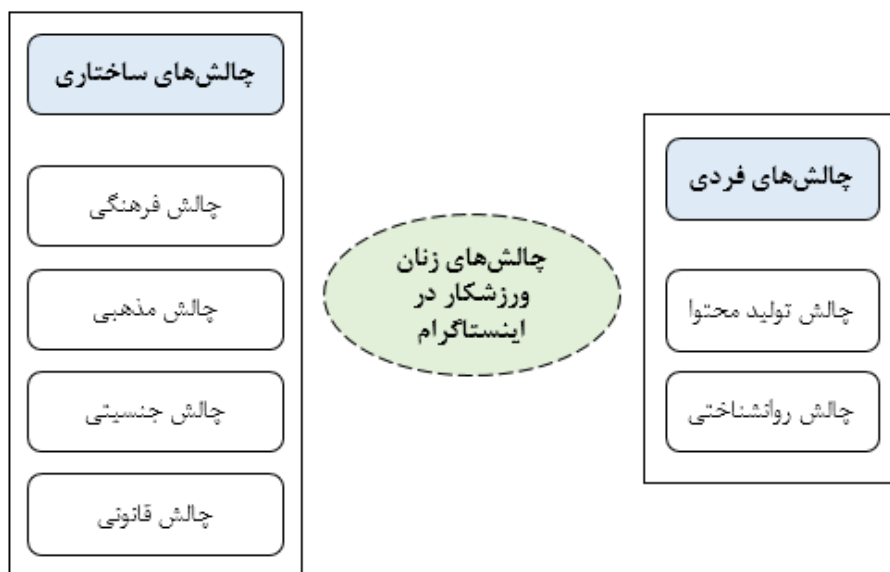 چالش‌های فردی
چالش تولید محتوا
چالش روانشناختی
چالش‌های زنان
ورزشکار در
اینستاگرام
چالش‌های ساختاری
چالش فرهنگی
چالش مذهبی
چالش جنسیتی
چالش قانونی